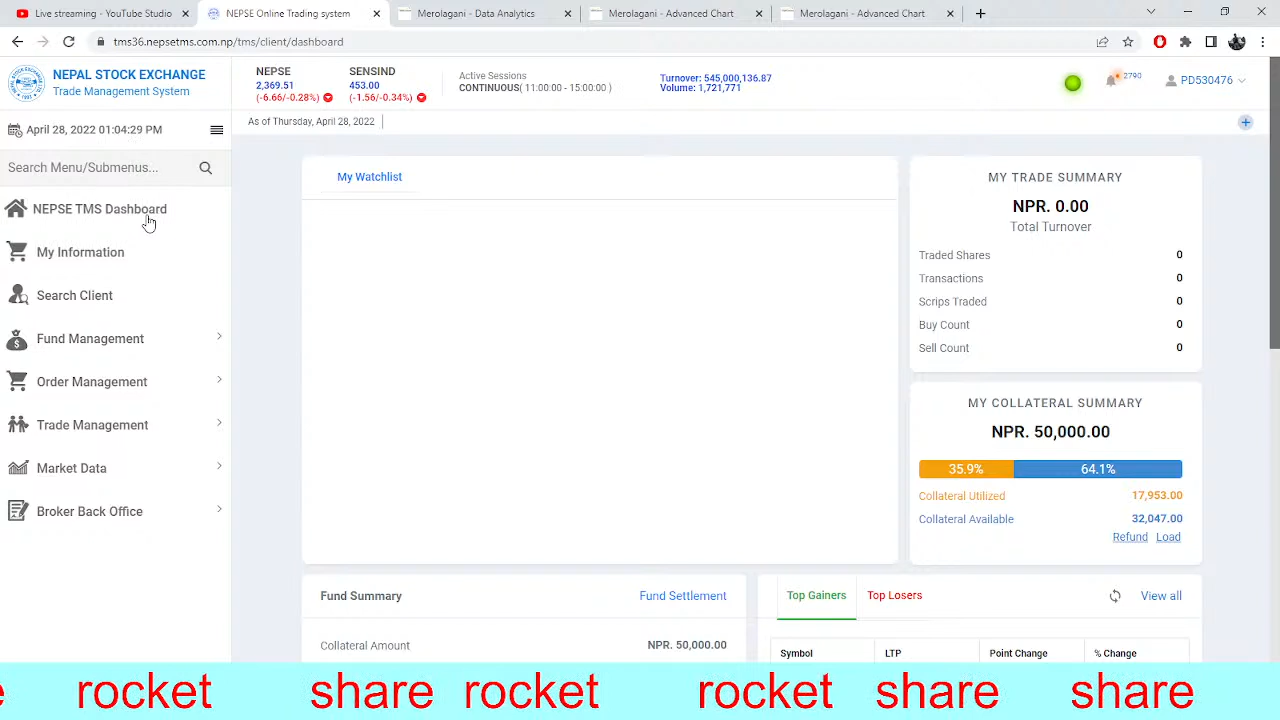 Live streaming - YouTube Studio
NEPSE Online Trading system
Merolagani - Data Analytics
Merolagani - Advanced Chart
Merolagani - Advanced Chart
tms36.nepsetms.com.np/tms/client/dashboard
NEPAL STOCK EXCHANGE
Trade Management System
NEPSE
2,369.51
(-6.66/-0.28%)
SENSIND
453.00
(-1.56/-0.34%)
Active Sessions
CONTINUOUS( 11:00:00 - 15:00:00 )
Turnover: 545,000,136.87
Volume: 1,721,771
2790
PD530476
April 28, 2022 01:04:29 PM
As of Thursday, April 28, 2022
Search Menu/Submenus...
NEPSE TMS Dashboard
My Information
Search Client
Fund Management
Order Management
Trade Management
Market Data
Broker Back Office
My Watchlist
MY TRADE SUMMARY
NPR. 0.00
Total Turnover
Traded Shares 0
Transactions 0
Scrips Traded 0
Buy Count 0
Sell Count 0
MY COLLATERAL SUMMARY
NPR. 50,000.00
35.9% 64.1%
Collateral Utilized 17,953.00
Collateral Available 32,047.00
Refund Load
Fund Summary Fund Settlement
Collateral Amount NPR. 50,000.00
Top Gainers Top Losers View all
Symbol LTP Point Change % Change
e rocket share rocket rocket share share